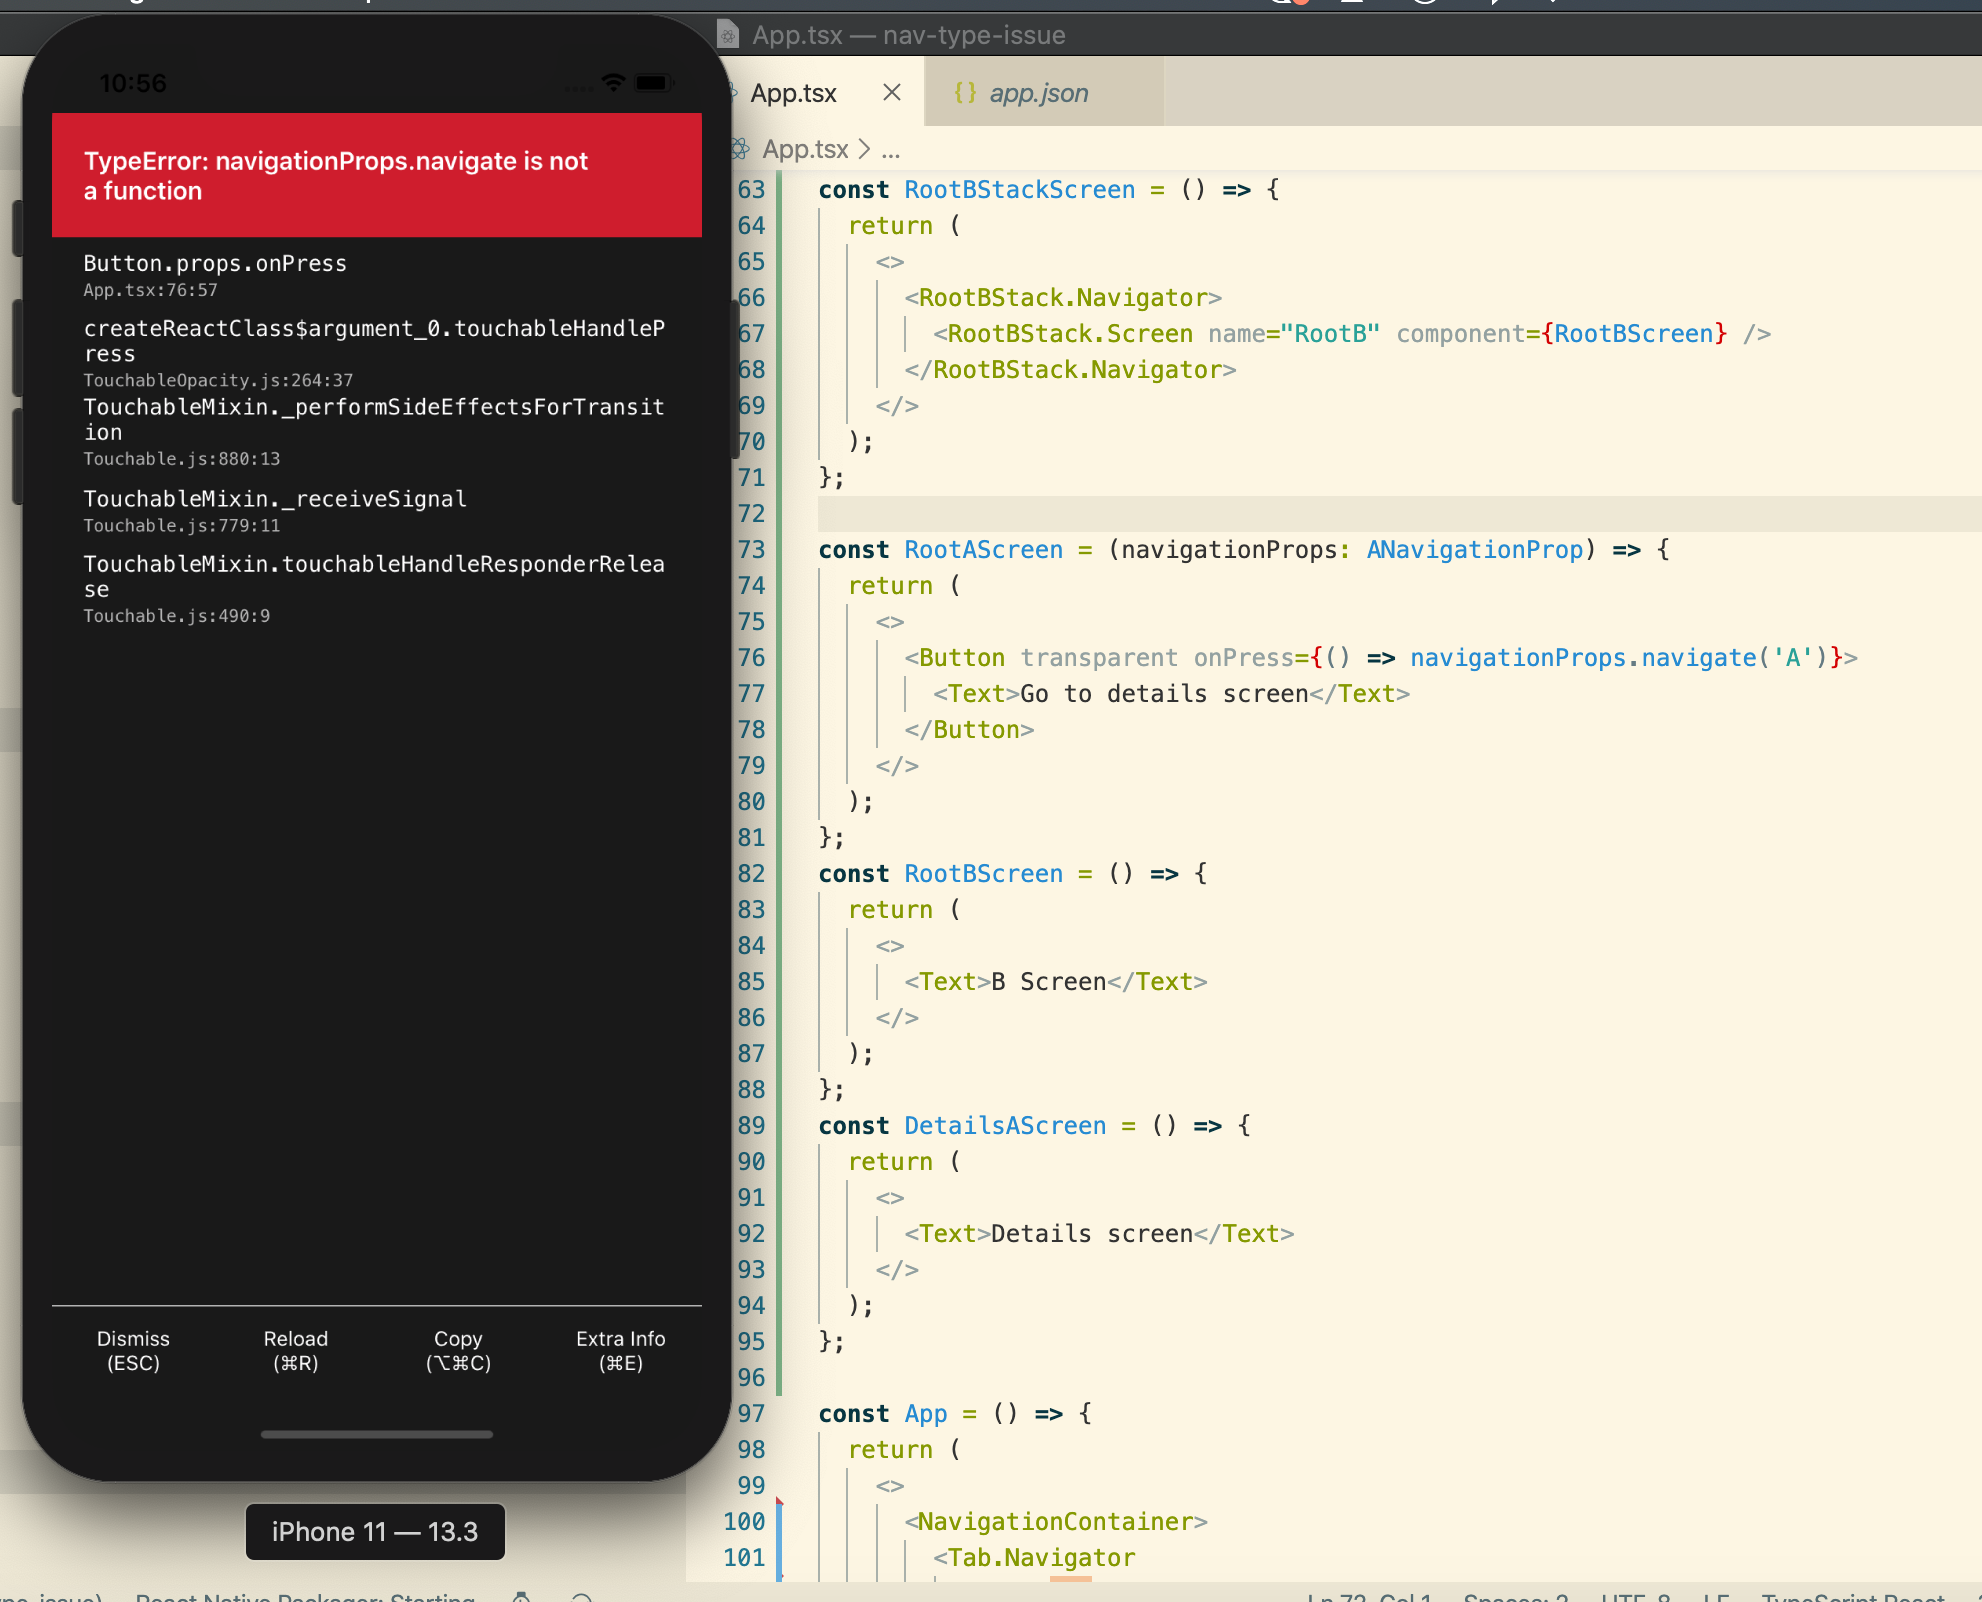 App.tsx — nav-type-issue
10:56
TypeError: navigationProps.navigate is not
a function
Button.props.onPress
App.tsx:76:57
createReactClass$argument_0.touchableHandleP
ress
TouchableOpacity.js:264:37
TouchableMixin._performSideEffectsForTransit
ion
Touchable.js:880:13
TouchableMixin._receiveSignal
Touchable.js:779:11
TouchableMixin.touchableHandleResponderRelea
se
Touchable.js:490:9
Dismiss
(ESC)
Reload
(⌘R)
Copy
(⌥⌘C)
Extra Info
(⌘E)
iPhone 11 — 13.3
App.tsx
{} app.json
App.tsx > ...
63 const RootBStackScreen = () => {
64 return (
65 <>
66 <RootBStack.Navigator>
67 <RootBStack.Screen name="RootB" component={RootBScreen} />
68 </RootBStack.Navigator>
69 </>
70 );
71 };
72
73 const RootAScreen = (navigationProps: ANavigationProp) => {
74 return (
75 <>
76 <Button transparent onPress={() => navigationProps.navigate('A')}>
77 <Text>Go to details screen</Text>
78 </Button>
79 </>
80 );
81 };
82 const RootBScreen = () => {
83 return (
84 <>
85 <Text>B Screen</Text>
86 </>
87 );
88 };
89 const DetailsAScreen = () => {
90 return (
91 <>
92 <Text>Details screen</Text>
93 </>
94 );
95 };
96
97 const App = () => {
98 return (
99 <>
100 <NavigationContainer>
101 <Tab.Navigator
React Native Packager: Starting
Ln 72, Col 1 Spaces: 2 UTF-8 LF TypeScript React